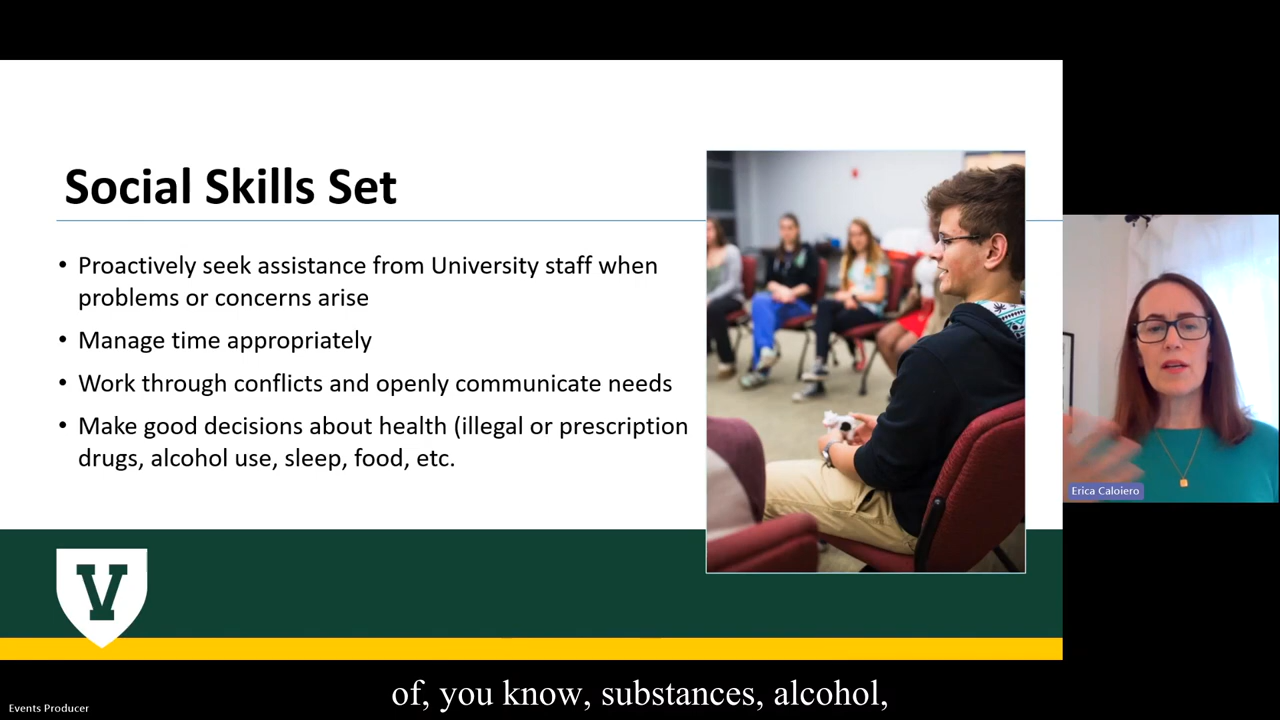 Social Skills Set
• Proactively seek assistance from University staff when
problems or concerns arise
• Manage time appropriately
• Work through conflicts and openly communicate needs
• Make good decisions about health (illegal or prescription
drugs, alcohol use, sleep, food, etc.
V
Erica Caloiero
of, you know, substances, alcohol,
Events Producer